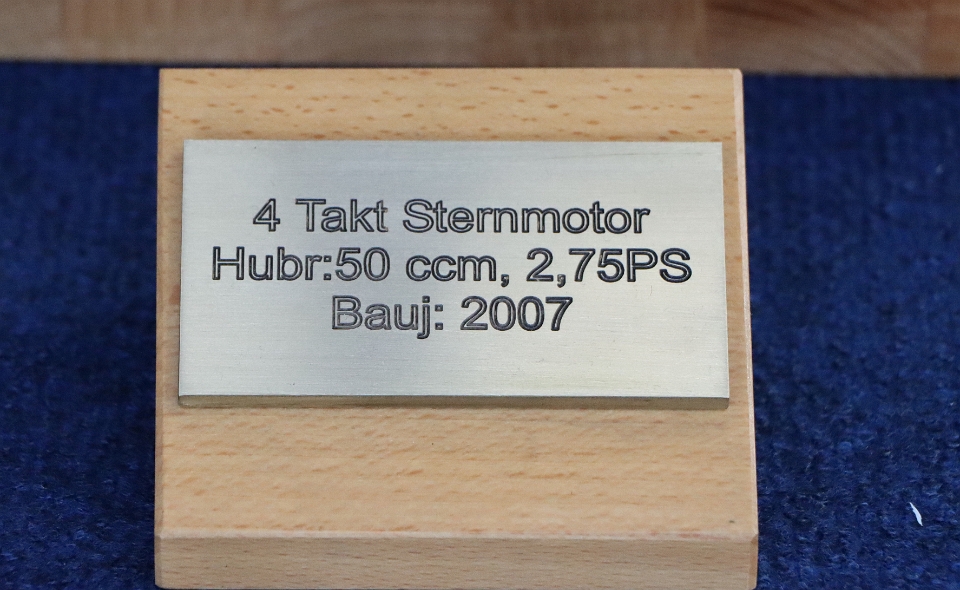 4 Takt Sternmotor
Hubr:50 ccm, 2,75PS
Bauj: 2007